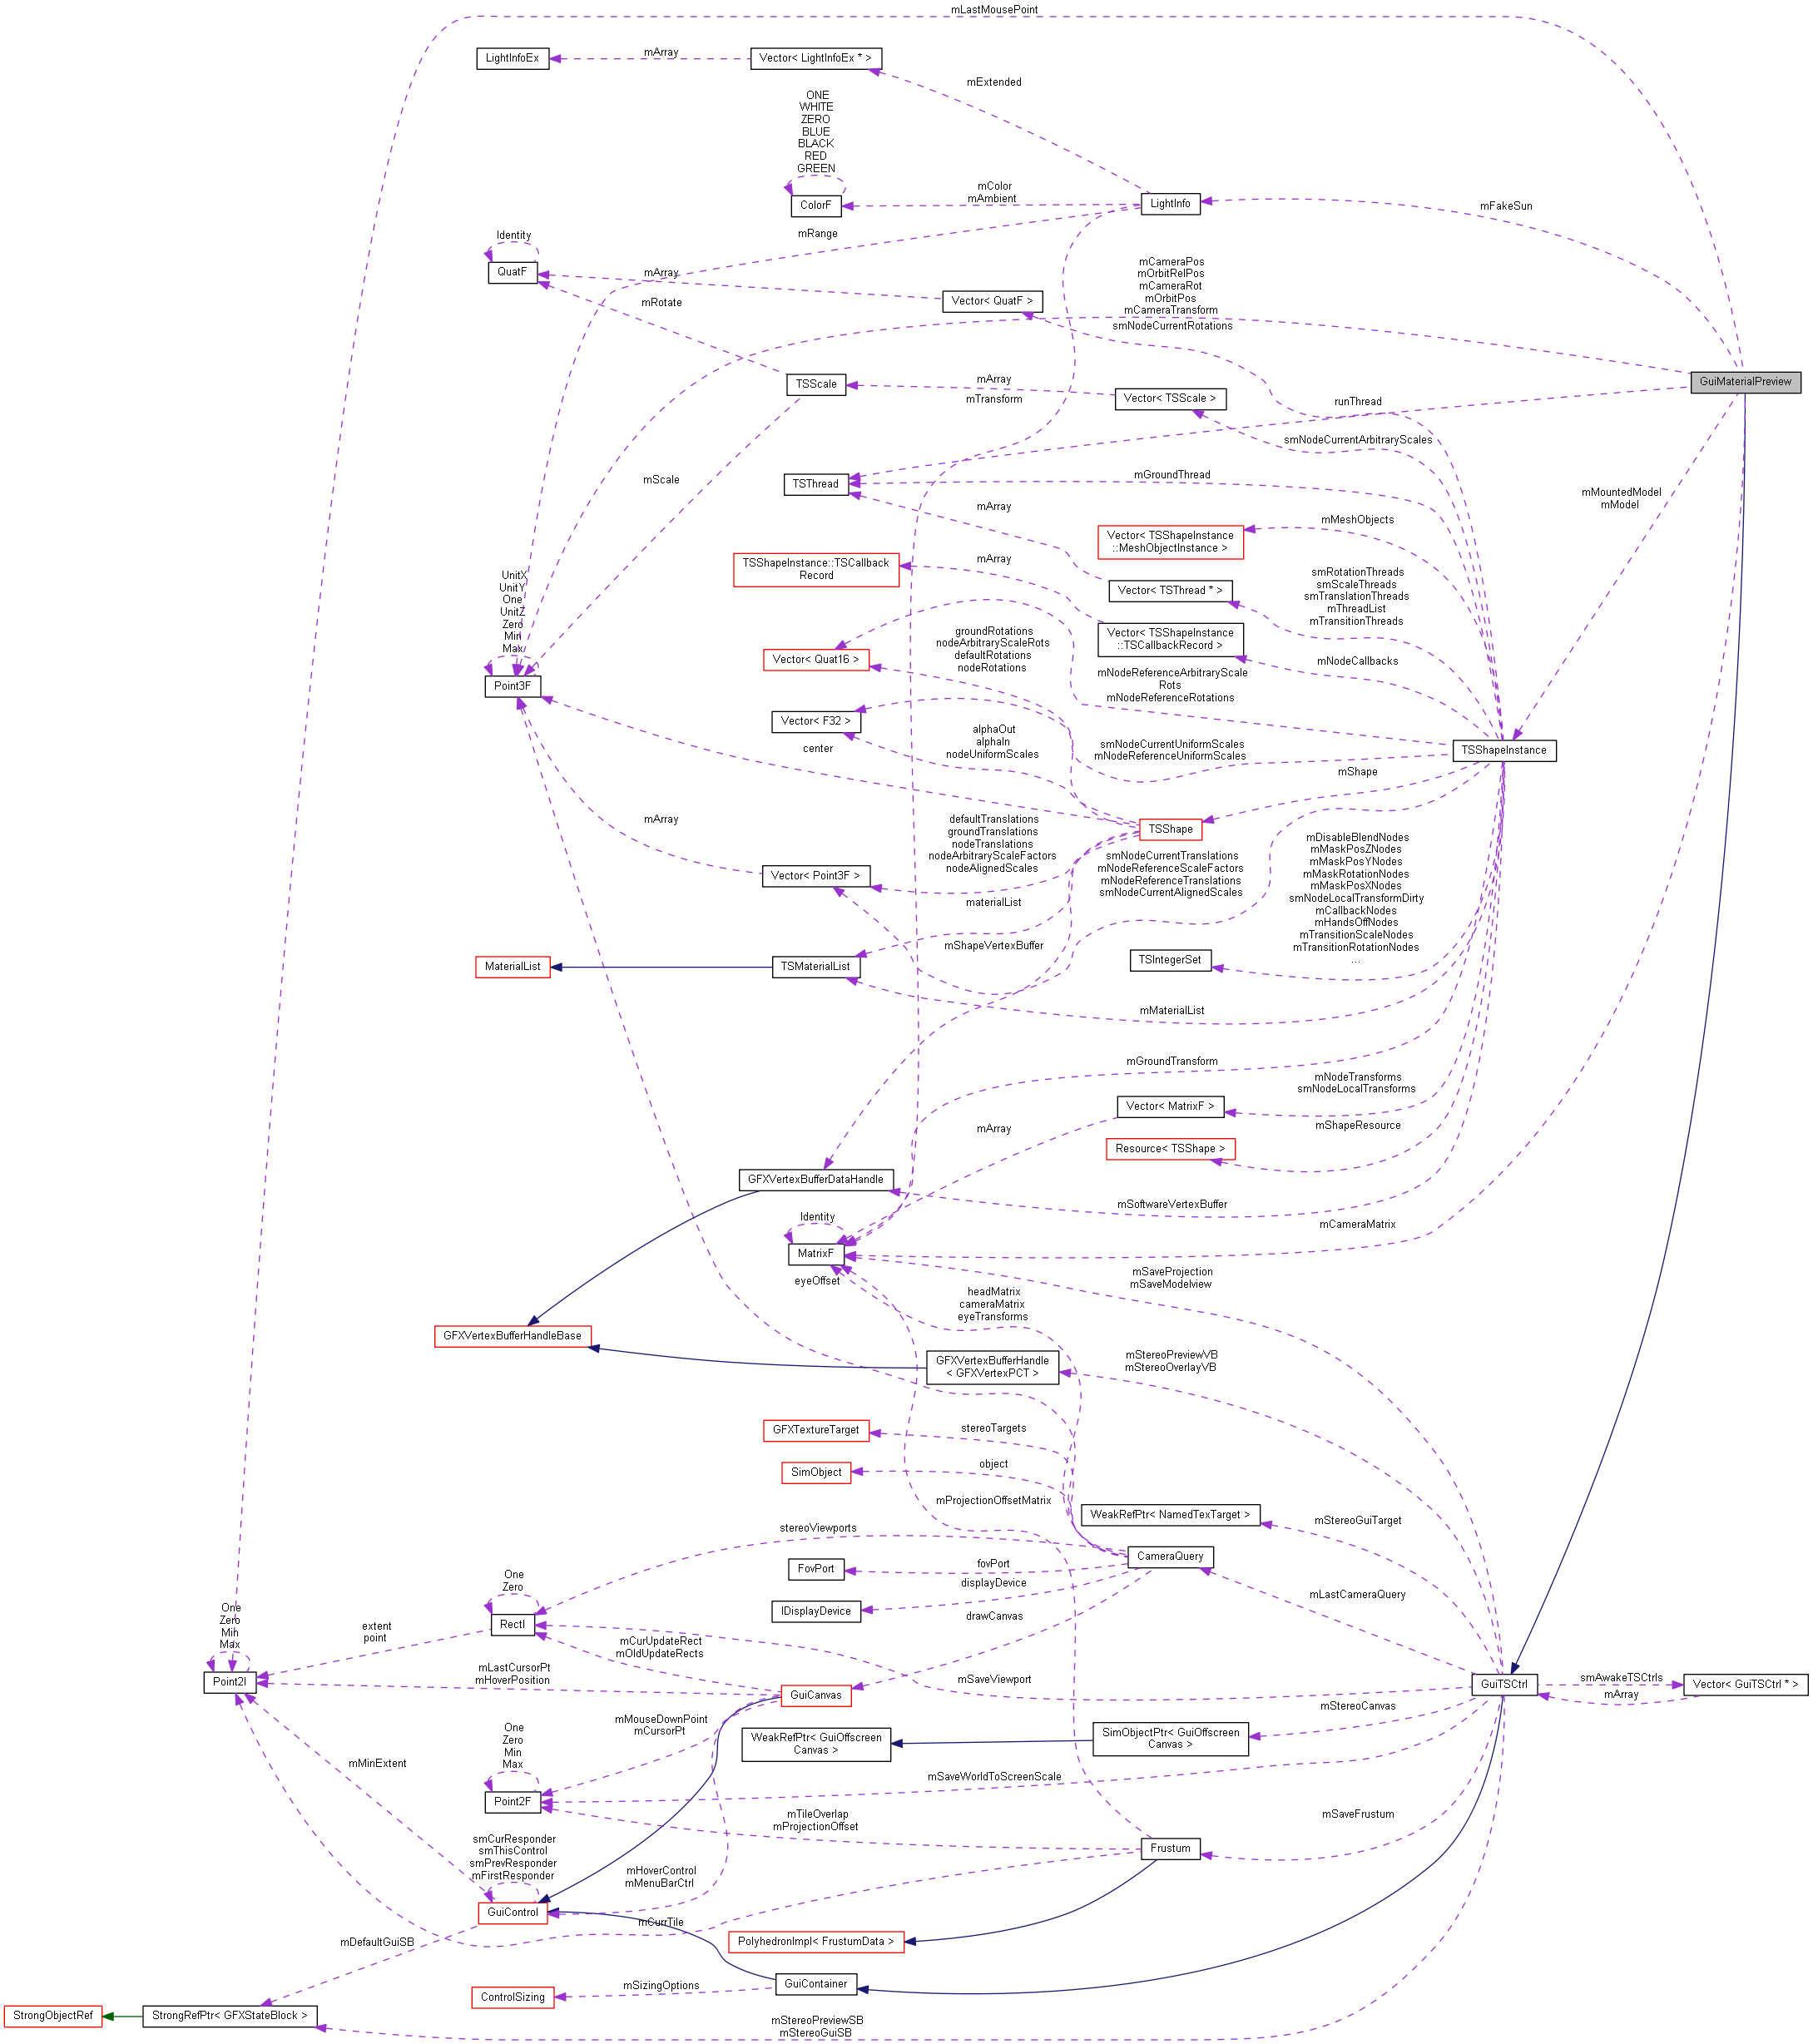 mLastMousePoint
LightInfoEx
mArray
Vector< LightInfoEx * >
mExtended
ONE
WHITE
ZERO
BLUE
BLACK
RED
GREEN
ColorF
mColor
mAmbient
LightInfo
mFakeSun
mRange
Identity
QuatF
mArray
Vector< QuatF >
mCameraPos
mOrbitRelPos
mCameraRot
mOrbitPos
mCameraTransform
smNodeCurrentRotations
mRotate
TSScale
mArray
Vector< TSScale >
mTransform
runThread
GuiMaterialPreview
smNodeCurrentArbitraryScales
mScale
TSThread
mGroundThread
mArray
mMountedModel
mModel
Vector< TSShapeInstance
::MeshObjectInstance >
mMeshObjects
TSShapeInstance::TSCallback
Record
mArray
Vector< TSThread * >
smRotationThreads
smScaleThreads
smTranslationThreads
mThreadList
mTransitionThreads
UnitX
UnitY
One
UnitZ
Zero
Min
Max
Point3F
Vector< TSShapeInstance
::TSCallbackRecord >
mNodeCallbacks
Vector< Quat16 >
groundRotations
nodeArbitraryScaleRots
defaultRotations
nodeRotations
mNodeReferenceArbitraryScale
Rots
mNodeReferenceRotations
Vector< F32 >
center
alphaOut
alphaIn
nodeUniformScales
smNodeCurrentUniformScales
mNodeReferenceUniformScales
TSShapeInstance
mShape
TSShape
mArray
Vector< Point3F >
defaultTranslations
groundTranslations
nodeTranslations
nodeArbitraryScaleFactors
nodeAlignedScales
smNodeCurrentTranslations
mNodeReferenceScaleFactors
mNodeReferenceTranslations
smNodeCurrentAlignedScales
mDisableBlendNodes
mMaskPosZNodes
mMaskPosYNodes
mMaskRotationNodes
mMaskPosXNodes
smNodeLocalTransformDirty
mCallbackNodes
mHandsOffNodes
mTransitionScaleNodes
mTransitionRotationNodes
...
materialList
mShapeVertexBuffer
MaterialList
TSMaterialList
TSIntegerSet
mMaterialList
mGroundTransform
mNodeTransforms
smNodeLocalTransforms
Vector< MatrixF >
mArray
mShapeResource
Resource< TSShape >
GFXVertexBufferDataHandle
mSoftwareVertexBuffer
Identity
MatrixF
mCameraMatrix
eyeOffset
headMatrix
cameraMatrix
eyeTransforms
mSaveProjection
mSaveModelview
GFXVertexBufferHandleBase
GFXVertexBufferHandle
< GFXVertexPCT >
mStereoPreviewVB
mStereoOverlayVB
GFXTextureTarget
stereoTargets
SimObject
object
mProjectionOffsetMatrix
WeakRefPtr< NamedTexTarget >
mStereoGuiTarget
stereoViewports
FovPort
fovPort
CameraQuery
displayDevice
IDisplayDevice
drawCanvas
mLastCameraQuery
One
Zero
RectI
extent
point
One
Zero
Min
Max
Point2I
mCurUpdateRect
mOldUpdateRects
mLastCursorPt
mHoverPosition
mSaveViewport
GuiCanvas
GuiTSCtrl
smAwakeTSCtrls
mArray
Vector< GuiTSCtrl * >
mStereoCanvas
mMouseDownPoint
mCursorPt
WeakRefPtr< GuiOffscreen
Canvas >
SimObjectPtr< GuiOffscreen
Canvas >
One
Zero
Min
Max
Point2F
mMinExtent
mSaveWorldToScreenScale
mTileOverlap
mProjectionOffset
mSaveFrustum
Frustum
smCurResponder
smThisControl
smPrevResponder
mFirstResponder
mHoverControl
mMenuBarCtrl
GuiControl
mCurrTile
mDefaultGuiSB
PolyhedronImpl< FrustumData >
GuiContainer
mSizingOptions
ControlSizing
StrongObjectRef
StrongRefPtr< GFXStateBlock >
mStereoPreviewSB
mStereoGuiSB